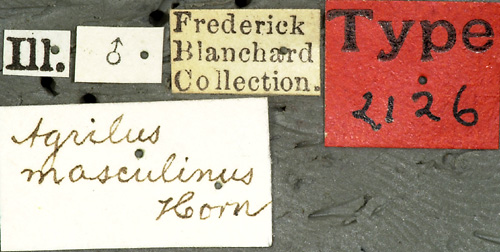 Ill.
♂
Frederick
Blanchard
Collection.
Type
2126
Agrilus
masculinus
Horn